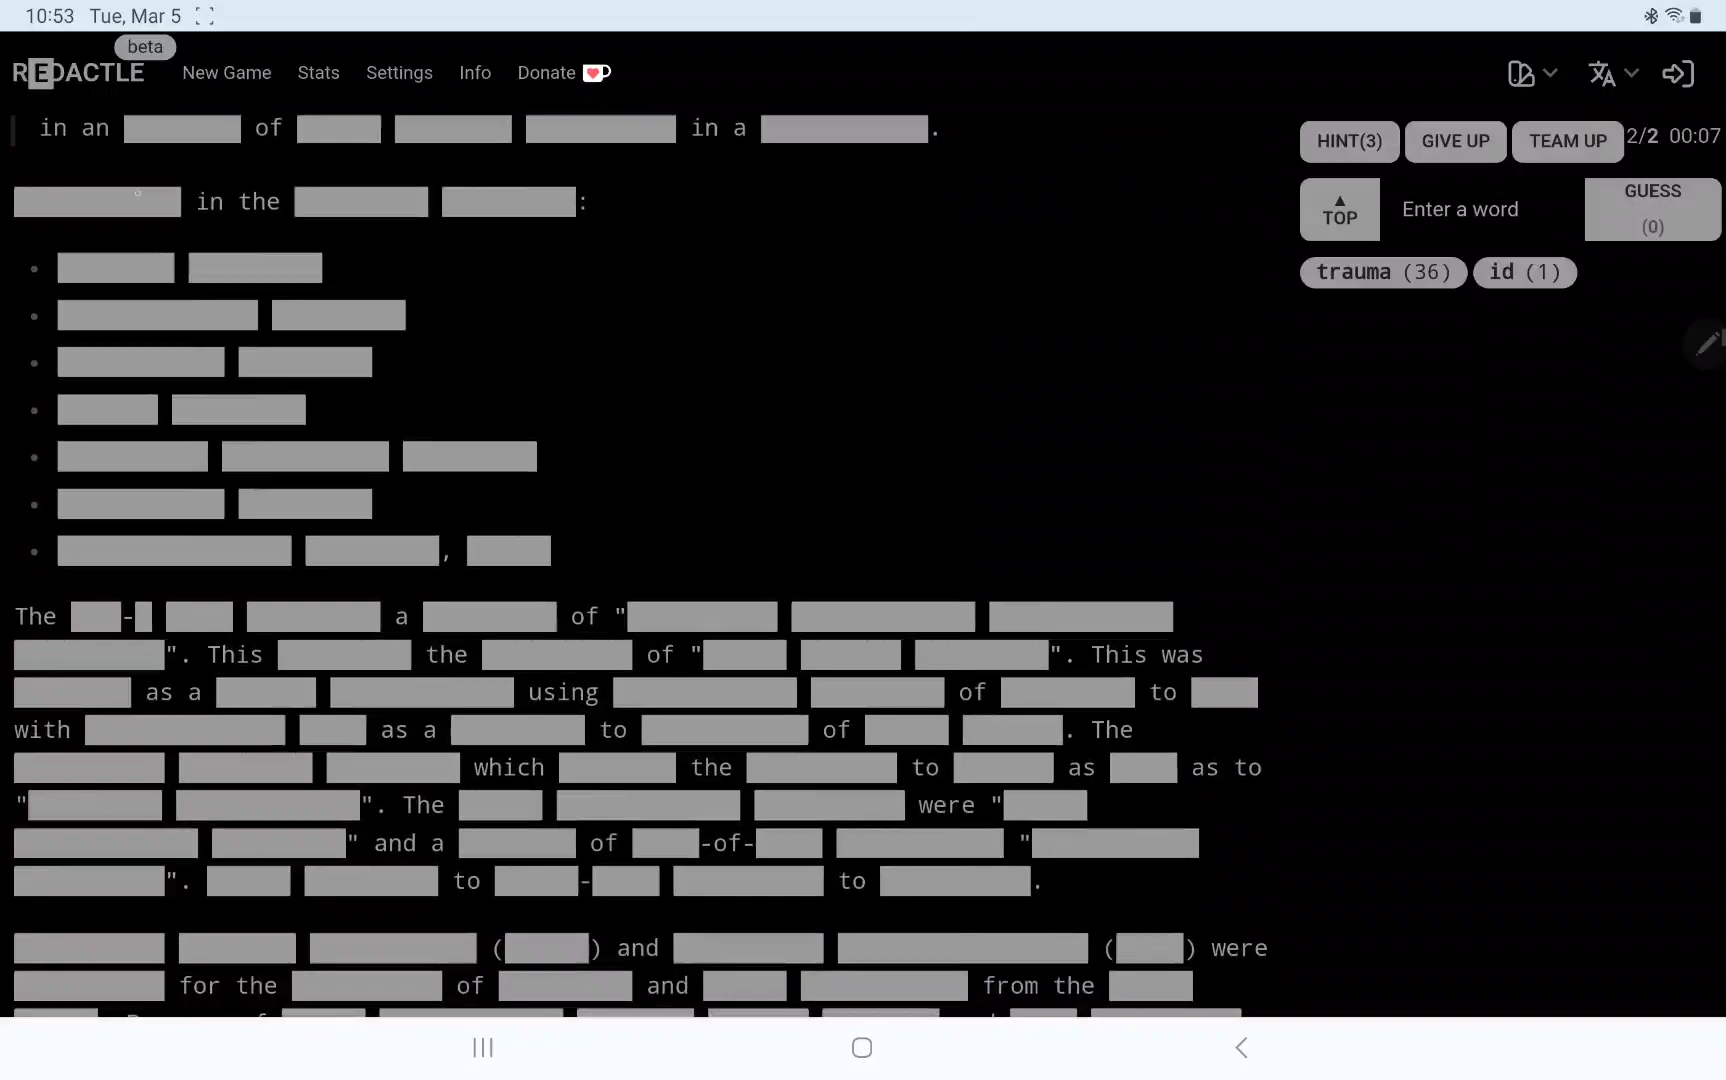 10:53 Tue, Mar 5
beta
REDACTLE New Game Stats Settings Info Donate
in an of in a .
in the :
,
The - a of "
". This the of " ". This was
as a using of to
with as a to of . The
which the to as as to
" ". The were "
" and a of -of- "
". to - to .
( ) and ( ) were
for the of and from the
HINT(3) GIVE UP TEAM UP 2/2 00:07
▲
TOP Enter a word GUESS
(0)
trauma (36) id (1)